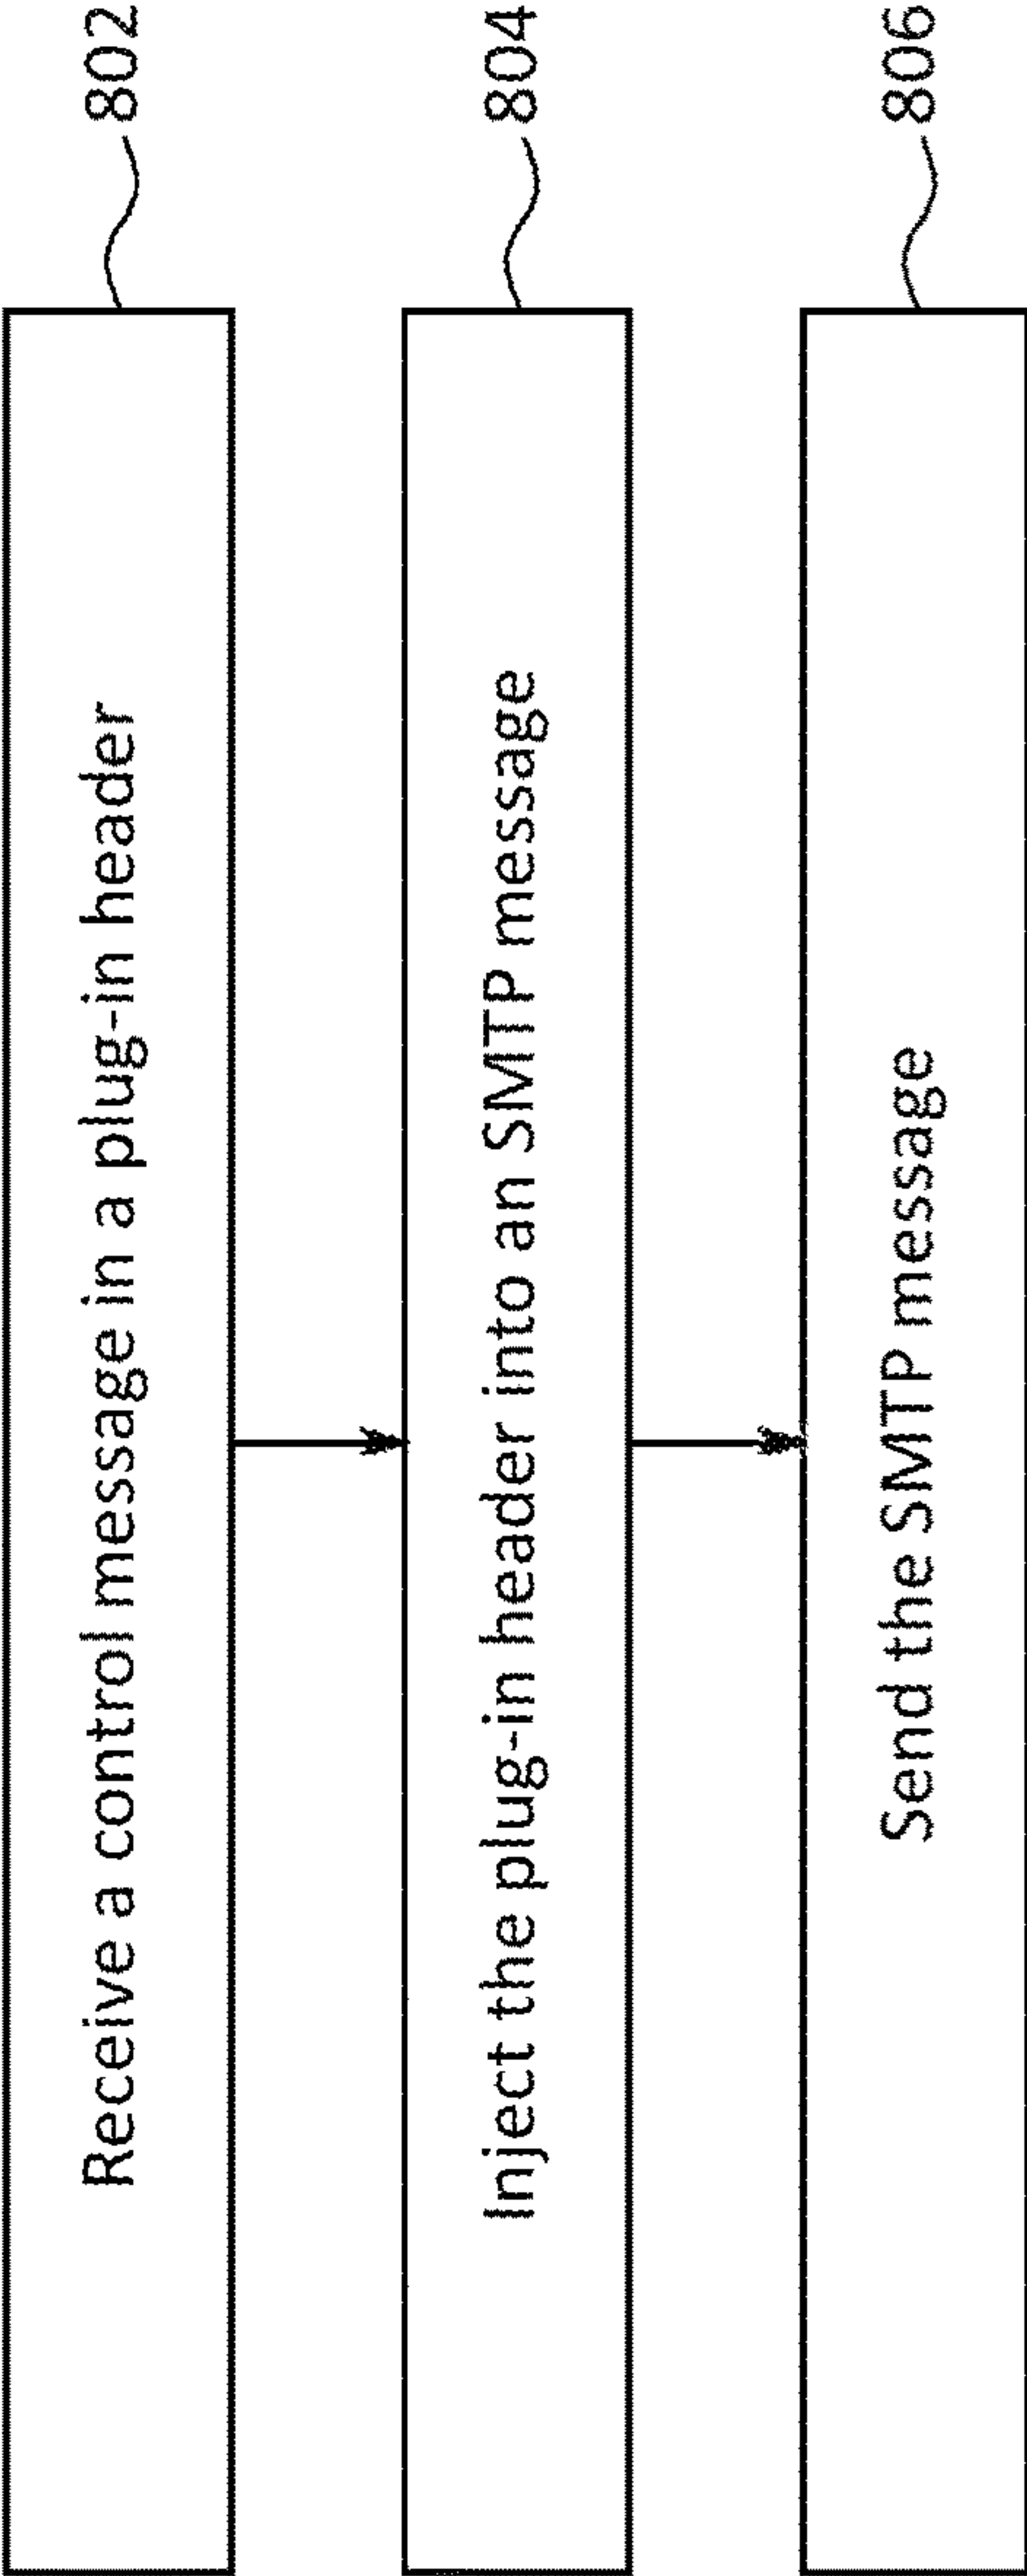 Receive a control message in a plug-in header
802
Inject the plug-in header into an SMTP message
804
Send the SMTP message
806